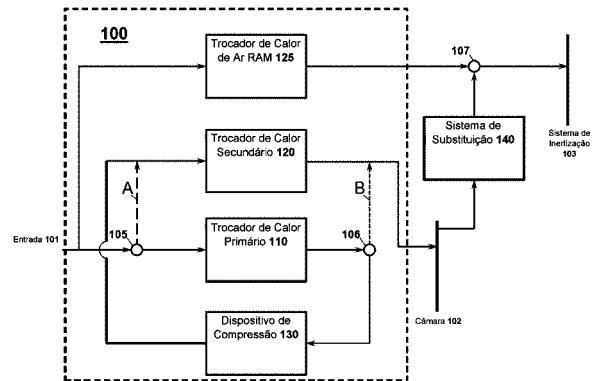 100
Trocador de Calor
de Ar RAM 125
107
Trocador de Calor
Secundário 120
Sistema de
Substituição 140
Sistema de
Inertização
103
A
B
Entrada 101
105
Trocador de Calor
Primário 110
106
Dispositivo de
Compressão 130
Câmara 102